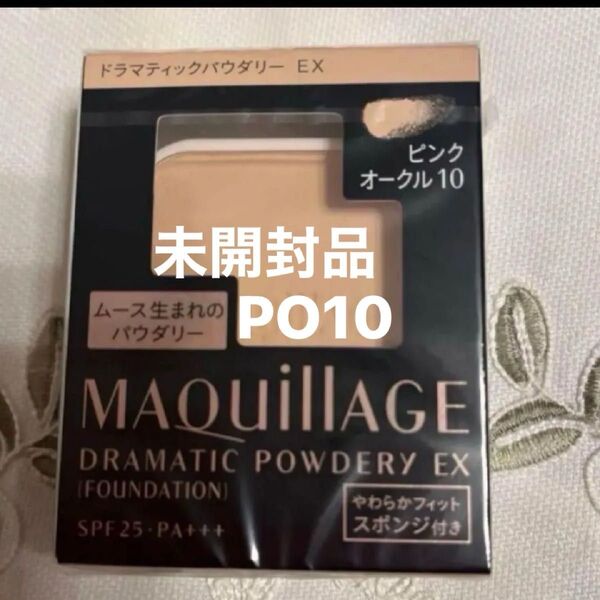 ドラマティックパウダリー EX
ピンク
オークル10
未開封品
PO10
ムース生まれの
パウダリー
MAQuillAGE
DRAMATIC POWDERY EX
(FOUNDATION)
SPF25・PA+++
やわらかフィット
スポンジ付き